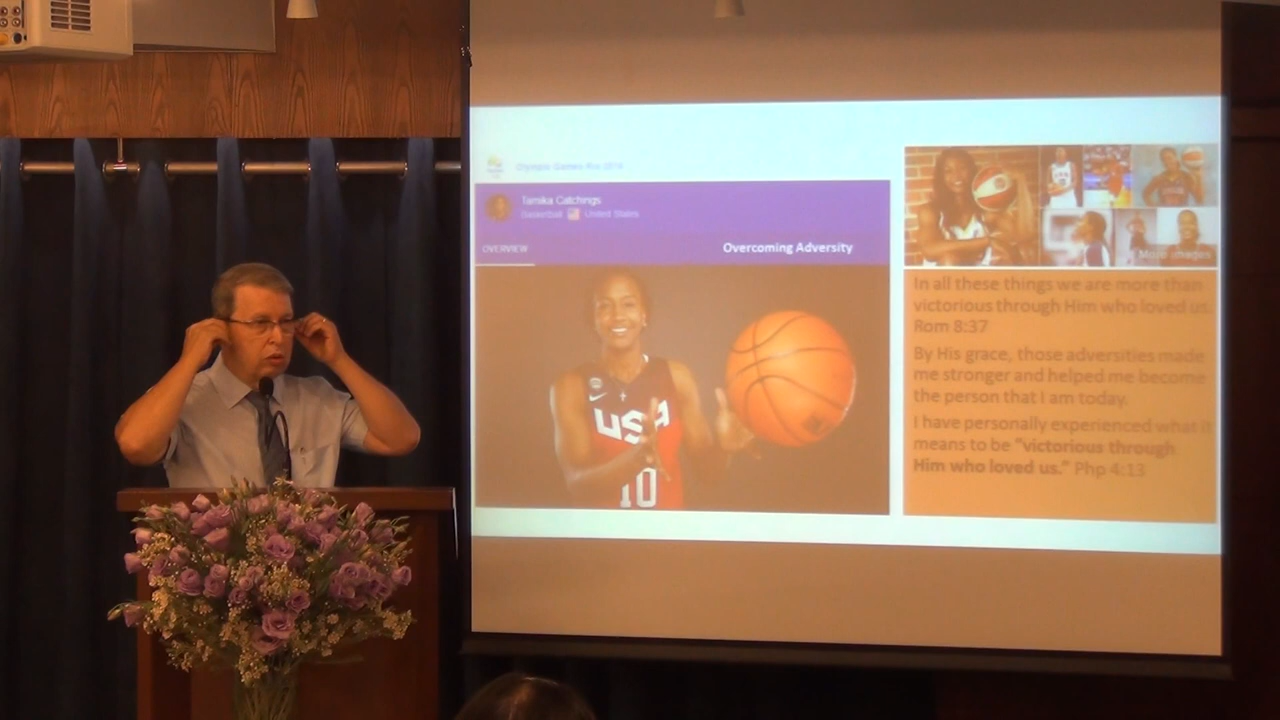 Olympic Games Rio 2016
Tamika Catchings
Basketball United States
OVERVIEW
Overcoming Adversity
USA
10
More images
In all these things we are more than
victorious through Him who loved us.
Rom 8:37
By His grace, those adversities made
me stronger and helped me become
the person that I am today.
I have personally experienced what it
means to be "victorious through
Him who loved us." Php 4:13